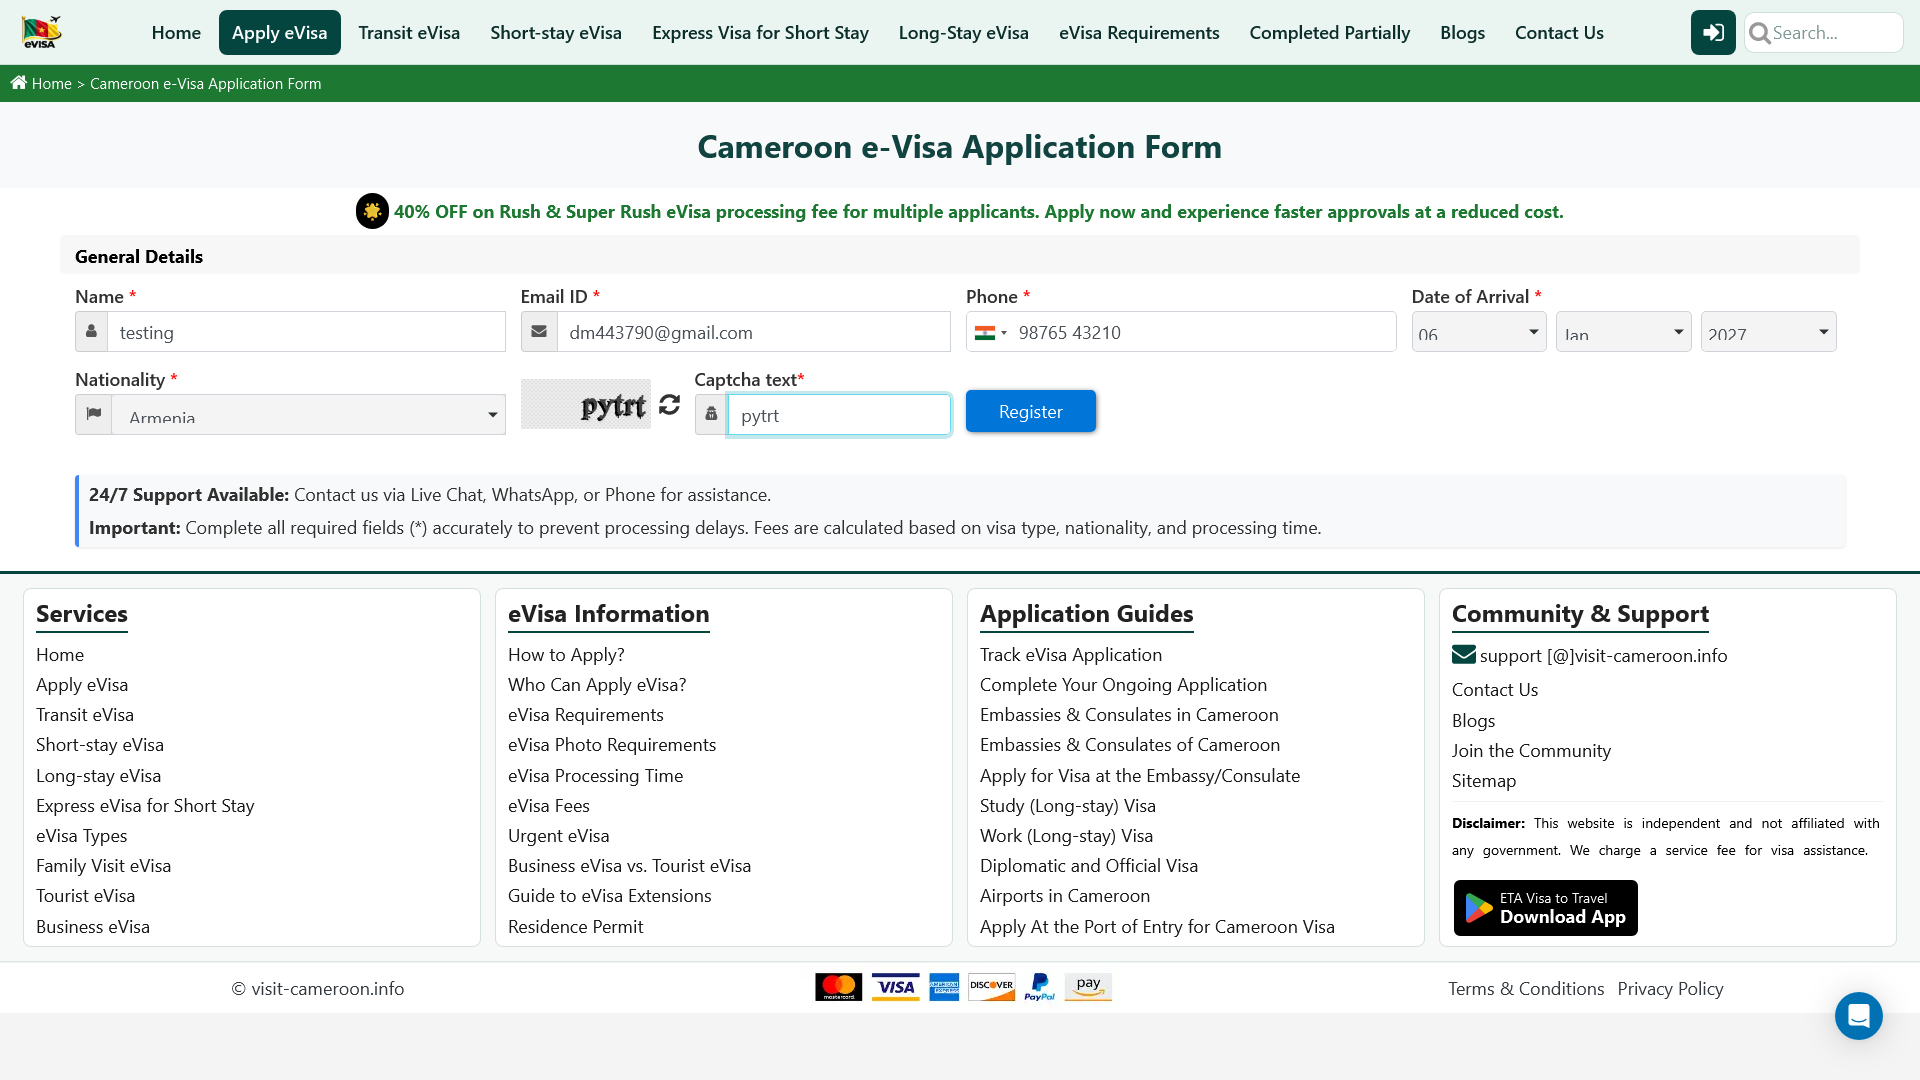 eVISA
Home
Apply eVisa
Transit eVisa
Short-stay eVisa
Express Visa for Short Stay
Long-Stay eVisa
eVisa Requirements
Completed Partially
Blogs
Contact Us
Search...
Home > Cameroon e-Visa Application Form
Cameroon e-Visa Application Form
40% OFF on Rush & Super Rush eVisa processing fee for multiple applicants. Apply now and experience faster approvals at a reduced cost.
General Details
Name *
testing
Email ID *
dm443790@gmail.com
Phone *
98765 43210
Date of Arrival *
06
Jan
2027
Nationality *
Armenia
pytrt
Captcha text*
pytrt
Register
24/7 Support Available: Contact us via Live Chat, WhatsApp, or Phone for assistance.
Important: Complete all required fields (*) accurately to prevent processing delays. Fees are calculated based on visa type, nationality, and processing time.
Services
Home
Apply eVisa
Transit eVisa
Short-stay eVisa
Long-stay eVisa
Express eVisa for Short Stay
eVisa Types
Family Visit eVisa
Tourist eVisa
Business eVisa
eVisa Information
How to Apply?
Who Can Apply eVisa?
eVisa Requirements
eVisa Photo Requirements
eVisa Processing Time
eVisa Fees
Urgent eVisa
Business eVisa vs. Tourist eVisa
Guide to eVisa Extensions
Residence Permit
Application Guides
Track eVisa Application
Complete Your Ongoing Application
Embassies & Consulates in Cameroon
Embassies & Consulates of Cameroon
Apply for Visa at the Embassy/Consulate
Study (Long-stay) Visa
Work (Long-stay) Visa
Diplomatic and Official Visa
Airports in Cameroon
Apply At the Port of Entry for Cameroon Visa
Community & Support
support [@]visit-cameroon.info
Contact Us
Blogs
Join the Community
Sitemap
Disclaimer: This website is independent and not affiliated with
any government. We charge a service fee for visa assistance.
ETA Visa to Travel
Download App
© visit-cameroon.info
mastercard
VISA
AMERICAN EXPRESS
DISCOVER
PayPal
pay
Terms & Conditions
Privacy Policy